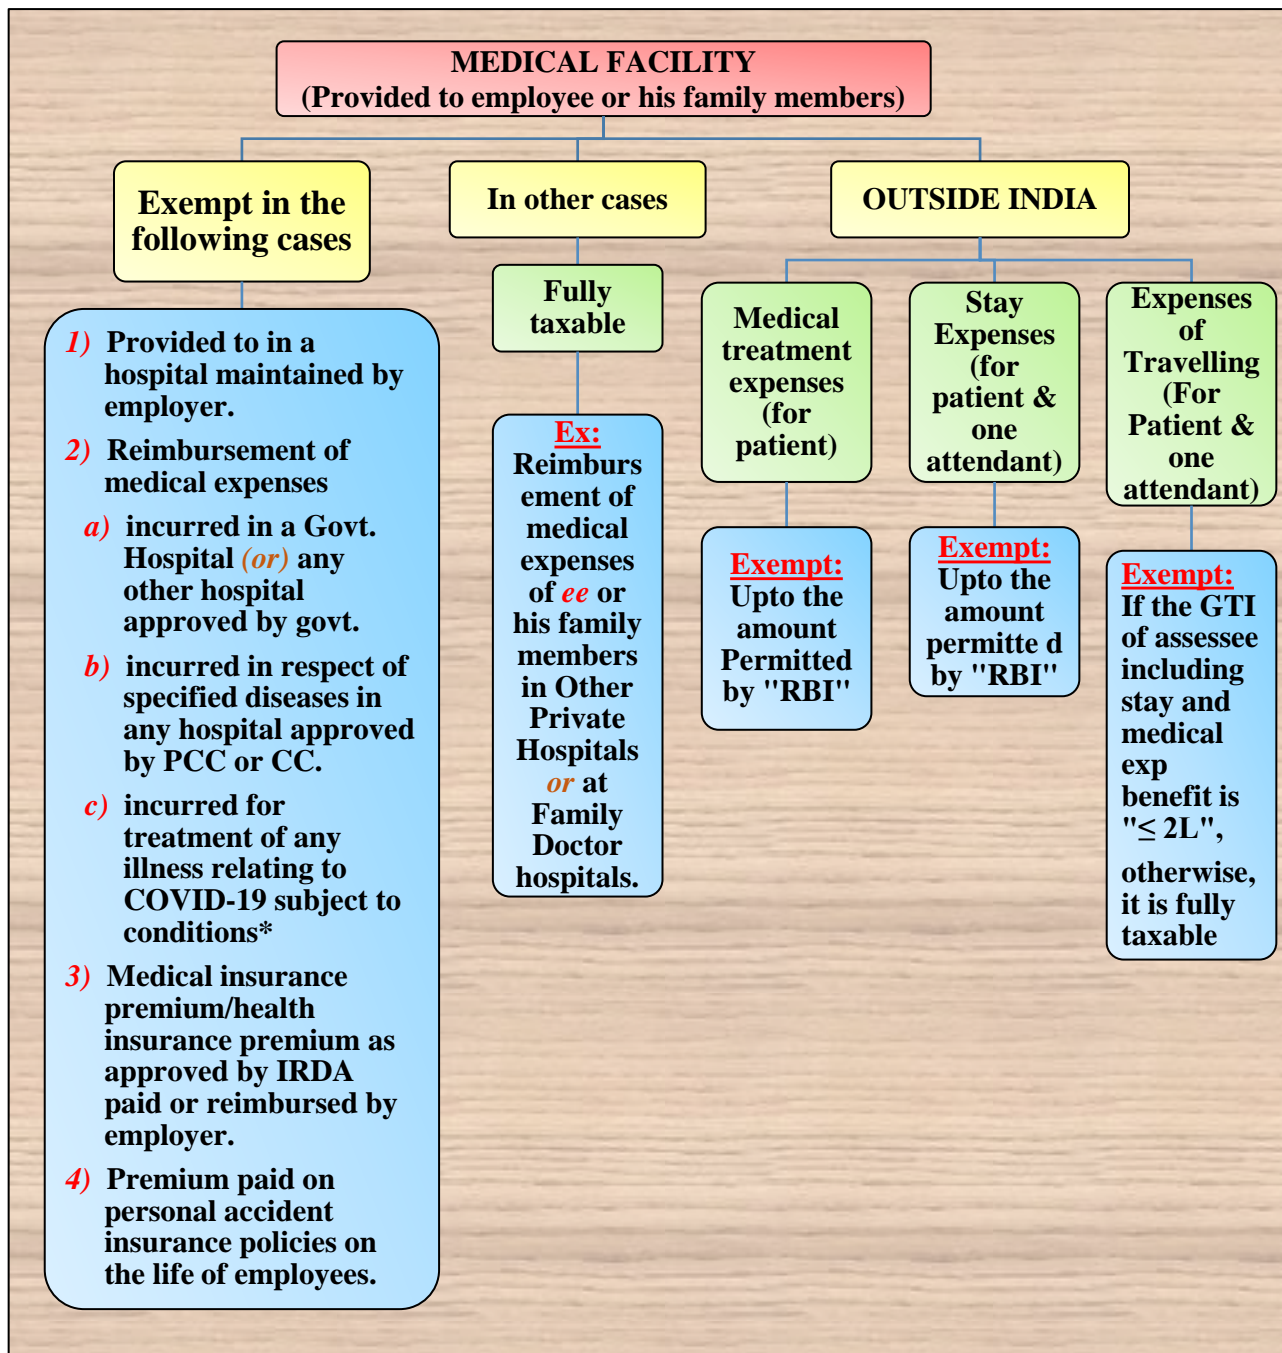 MEDICAL FACILITY
(Provided to employee or his family members)
Exempt in the
following cases
1) Provided to in a
hospital maintained by
employer.
2) Reimbursement of
medical expenses
a) incurred in a Govt.
Hospital (or) any
other hospital
approved by govt.
b) incurred in respect of
specified diseases in
any hospital approved
by PCC or CC.
c) incurred for
treatment of any
illness relating to
COVID-19 subject to
conditions*
3) Medical insurance
premium/health
insurance premium as
approved by IRDA
paid or reimbursed by
employer.
4) Premium paid on
personal accident
insurance policies on
the life of employees.
In other cases
Fully
taxable
Ex:
Reimburs
ement of
medical
expenses
of ee or
his family
members
in Other
Private
Hospitals
or at
Family
Doctor
hospitals.
OUTSIDE INDIA
Medical
treatment
expenses
(for
patient)
Exempt:
Upto the
amount
Permitted
by "RBI"
Stay
Expenses
(for
patient &
one
attendant)
Exempt:
Upto the
amount
permitte d
by "RBI"
Expenses
of
Travelling
(For
Patient &
one
attendant)
Exempt:
If the GTI
of assessee
including
stay and
medical
exp
benefit is
"≤ 2L",
otherwise,
it is fully
taxable